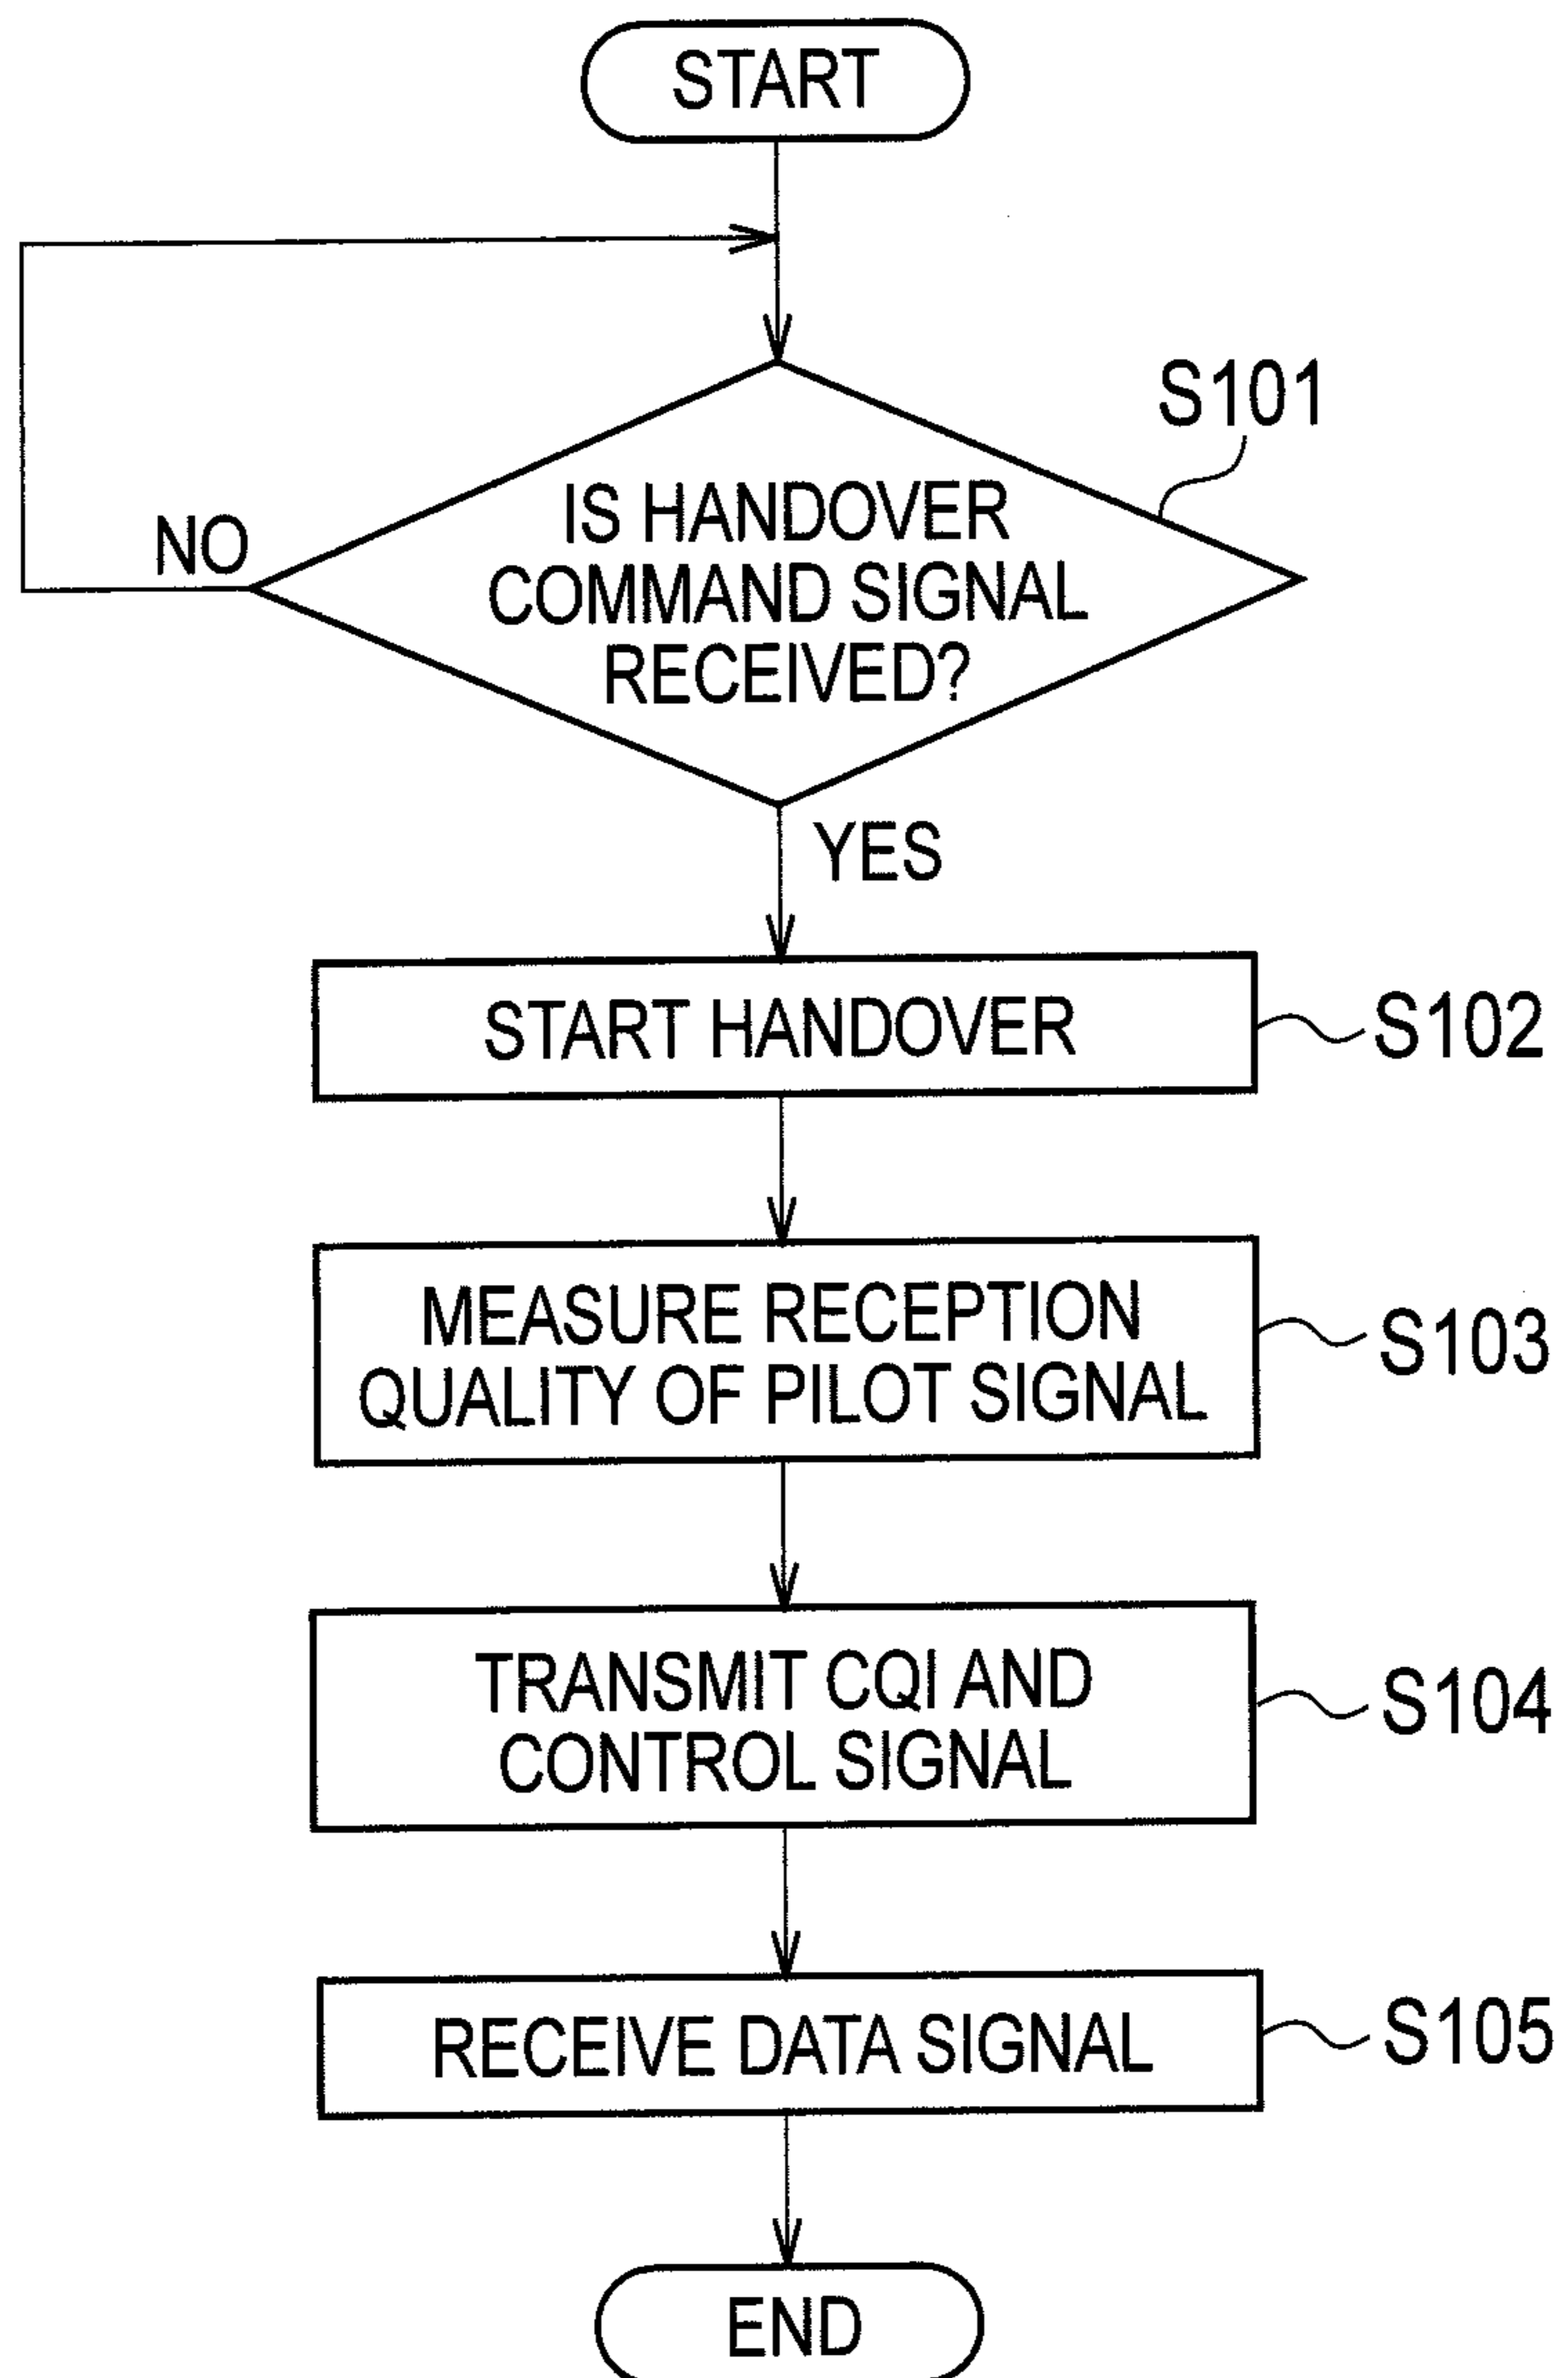 START
S101
IS HANDOVER
COMMAND SIGNAL
RECEIVED?
NO
YES
START HANDOVER
S102
MEASURE RECEPTION
QUALITY OF PILOT SIGNAL
S103
TRANSMIT CQI AND
CONTROL SIGNAL
S104
RECEIVE DATA SIGNAL
S105
END